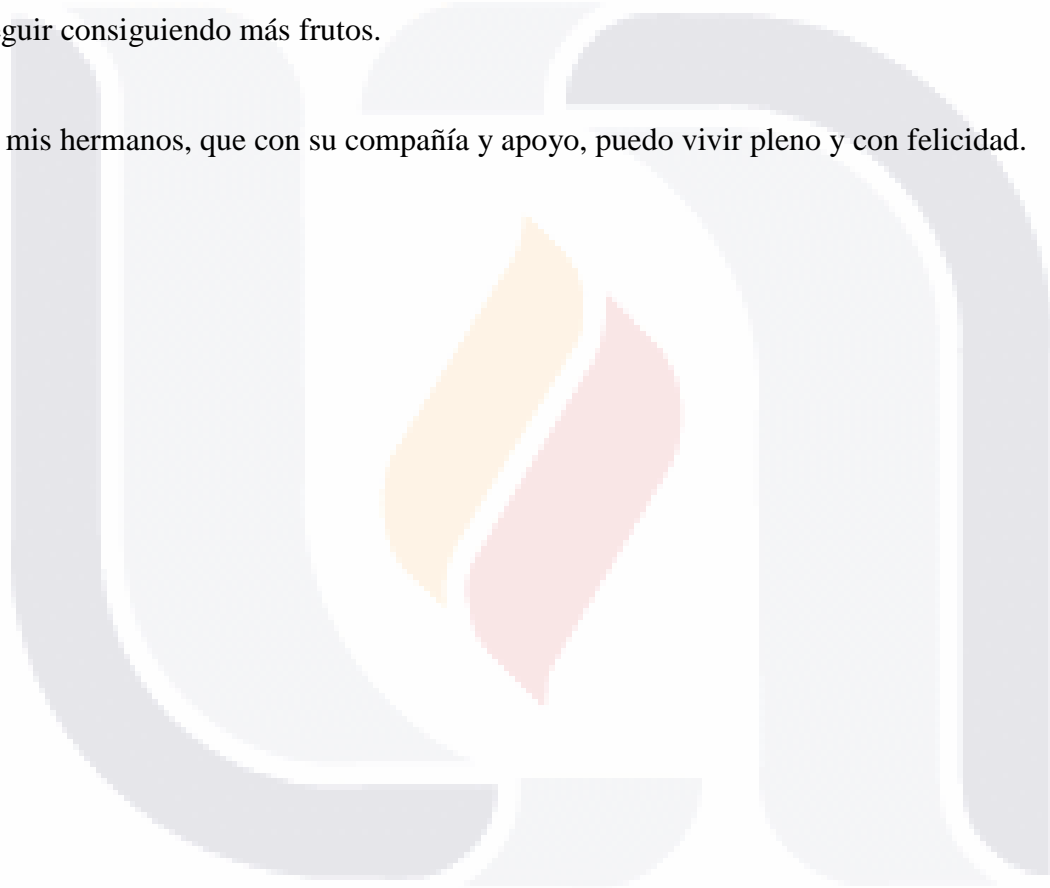 guir consiguiendo más frutos.
mis hermanos, que con su compañía y apoyo, puedo vivir pleno y con felicidad.